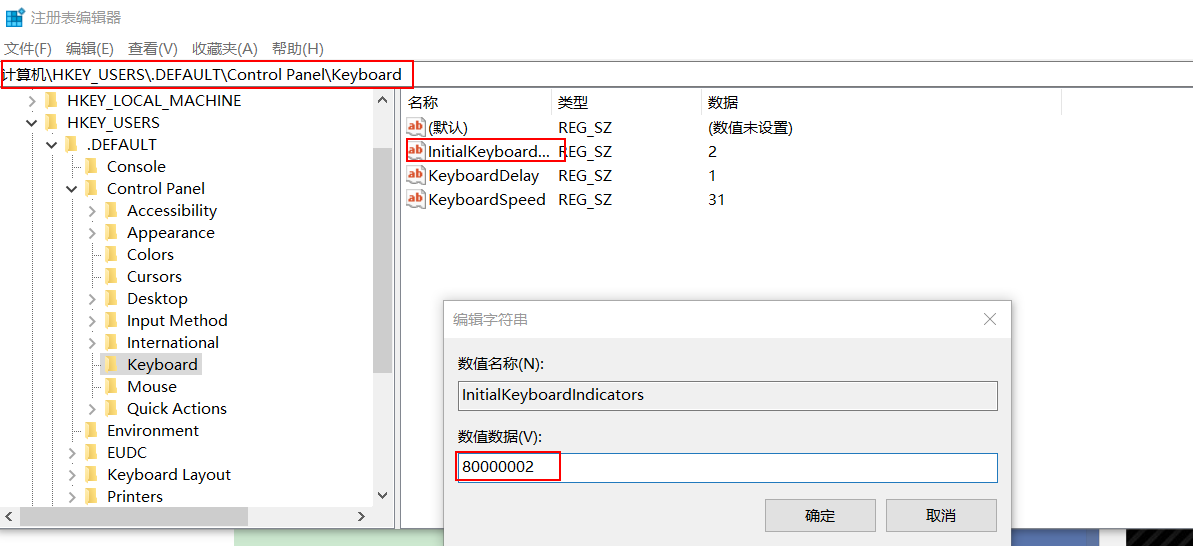 注册表编辑器
文件(F) 编辑(E) 查看(V) 收藏夹(A) 帮助(H)
计算机\HKEY_USERS\.DEFAULT\Control Panel\Keyboard
HKEY_LOCAL_MACHINE
HKEY_USERS
.DEFAULT
Console
Control Panel
Accessibility
Appearance
Colors
Cursors
Desktop
Input Method
International
Keyboard
Mouse
Quick Actions
Environment
EUDC
Keyboard Layout
Printers
名称 类型 数据
ab (默认) REG_SZ (数值未设置)
ab InitialKeyboard... REG_SZ 2
ab KeyboardDelay REG_SZ 1
ab KeyboardSpeed REG_SZ 31
编辑字符串
数值名称(N):
InitialKeyboardIndicators
数值数据(V):
80000002
确定 取消